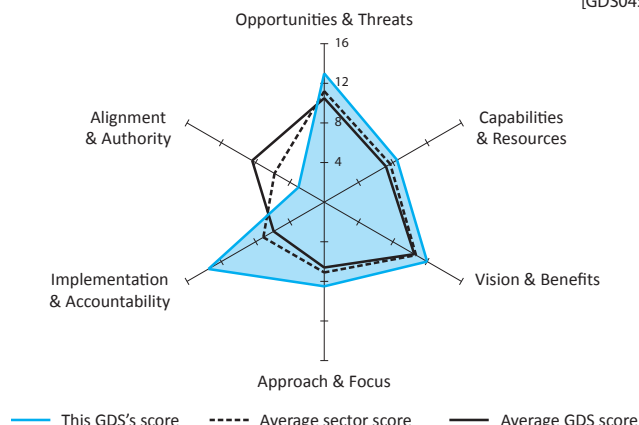 [GDS04
Opportunities & Threats
16
12
8
4
Alignment
& Authority
Capabilities
& Resources
Implementation
& Accountability
Vision & Benefits
Approach & Focus
This GDS's score
Average sector score
Average GDS score